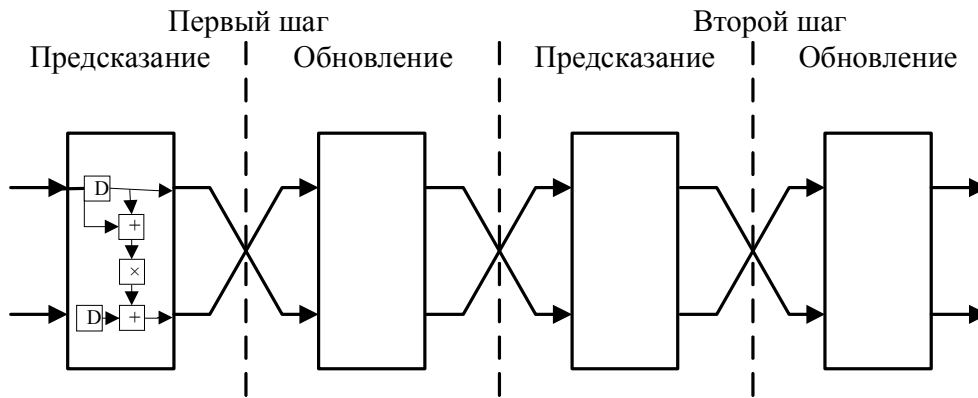 Первый шаг
Второй шаг
Предсказание
Обновление
Предсказание
Обновление
D
+
×
D
+